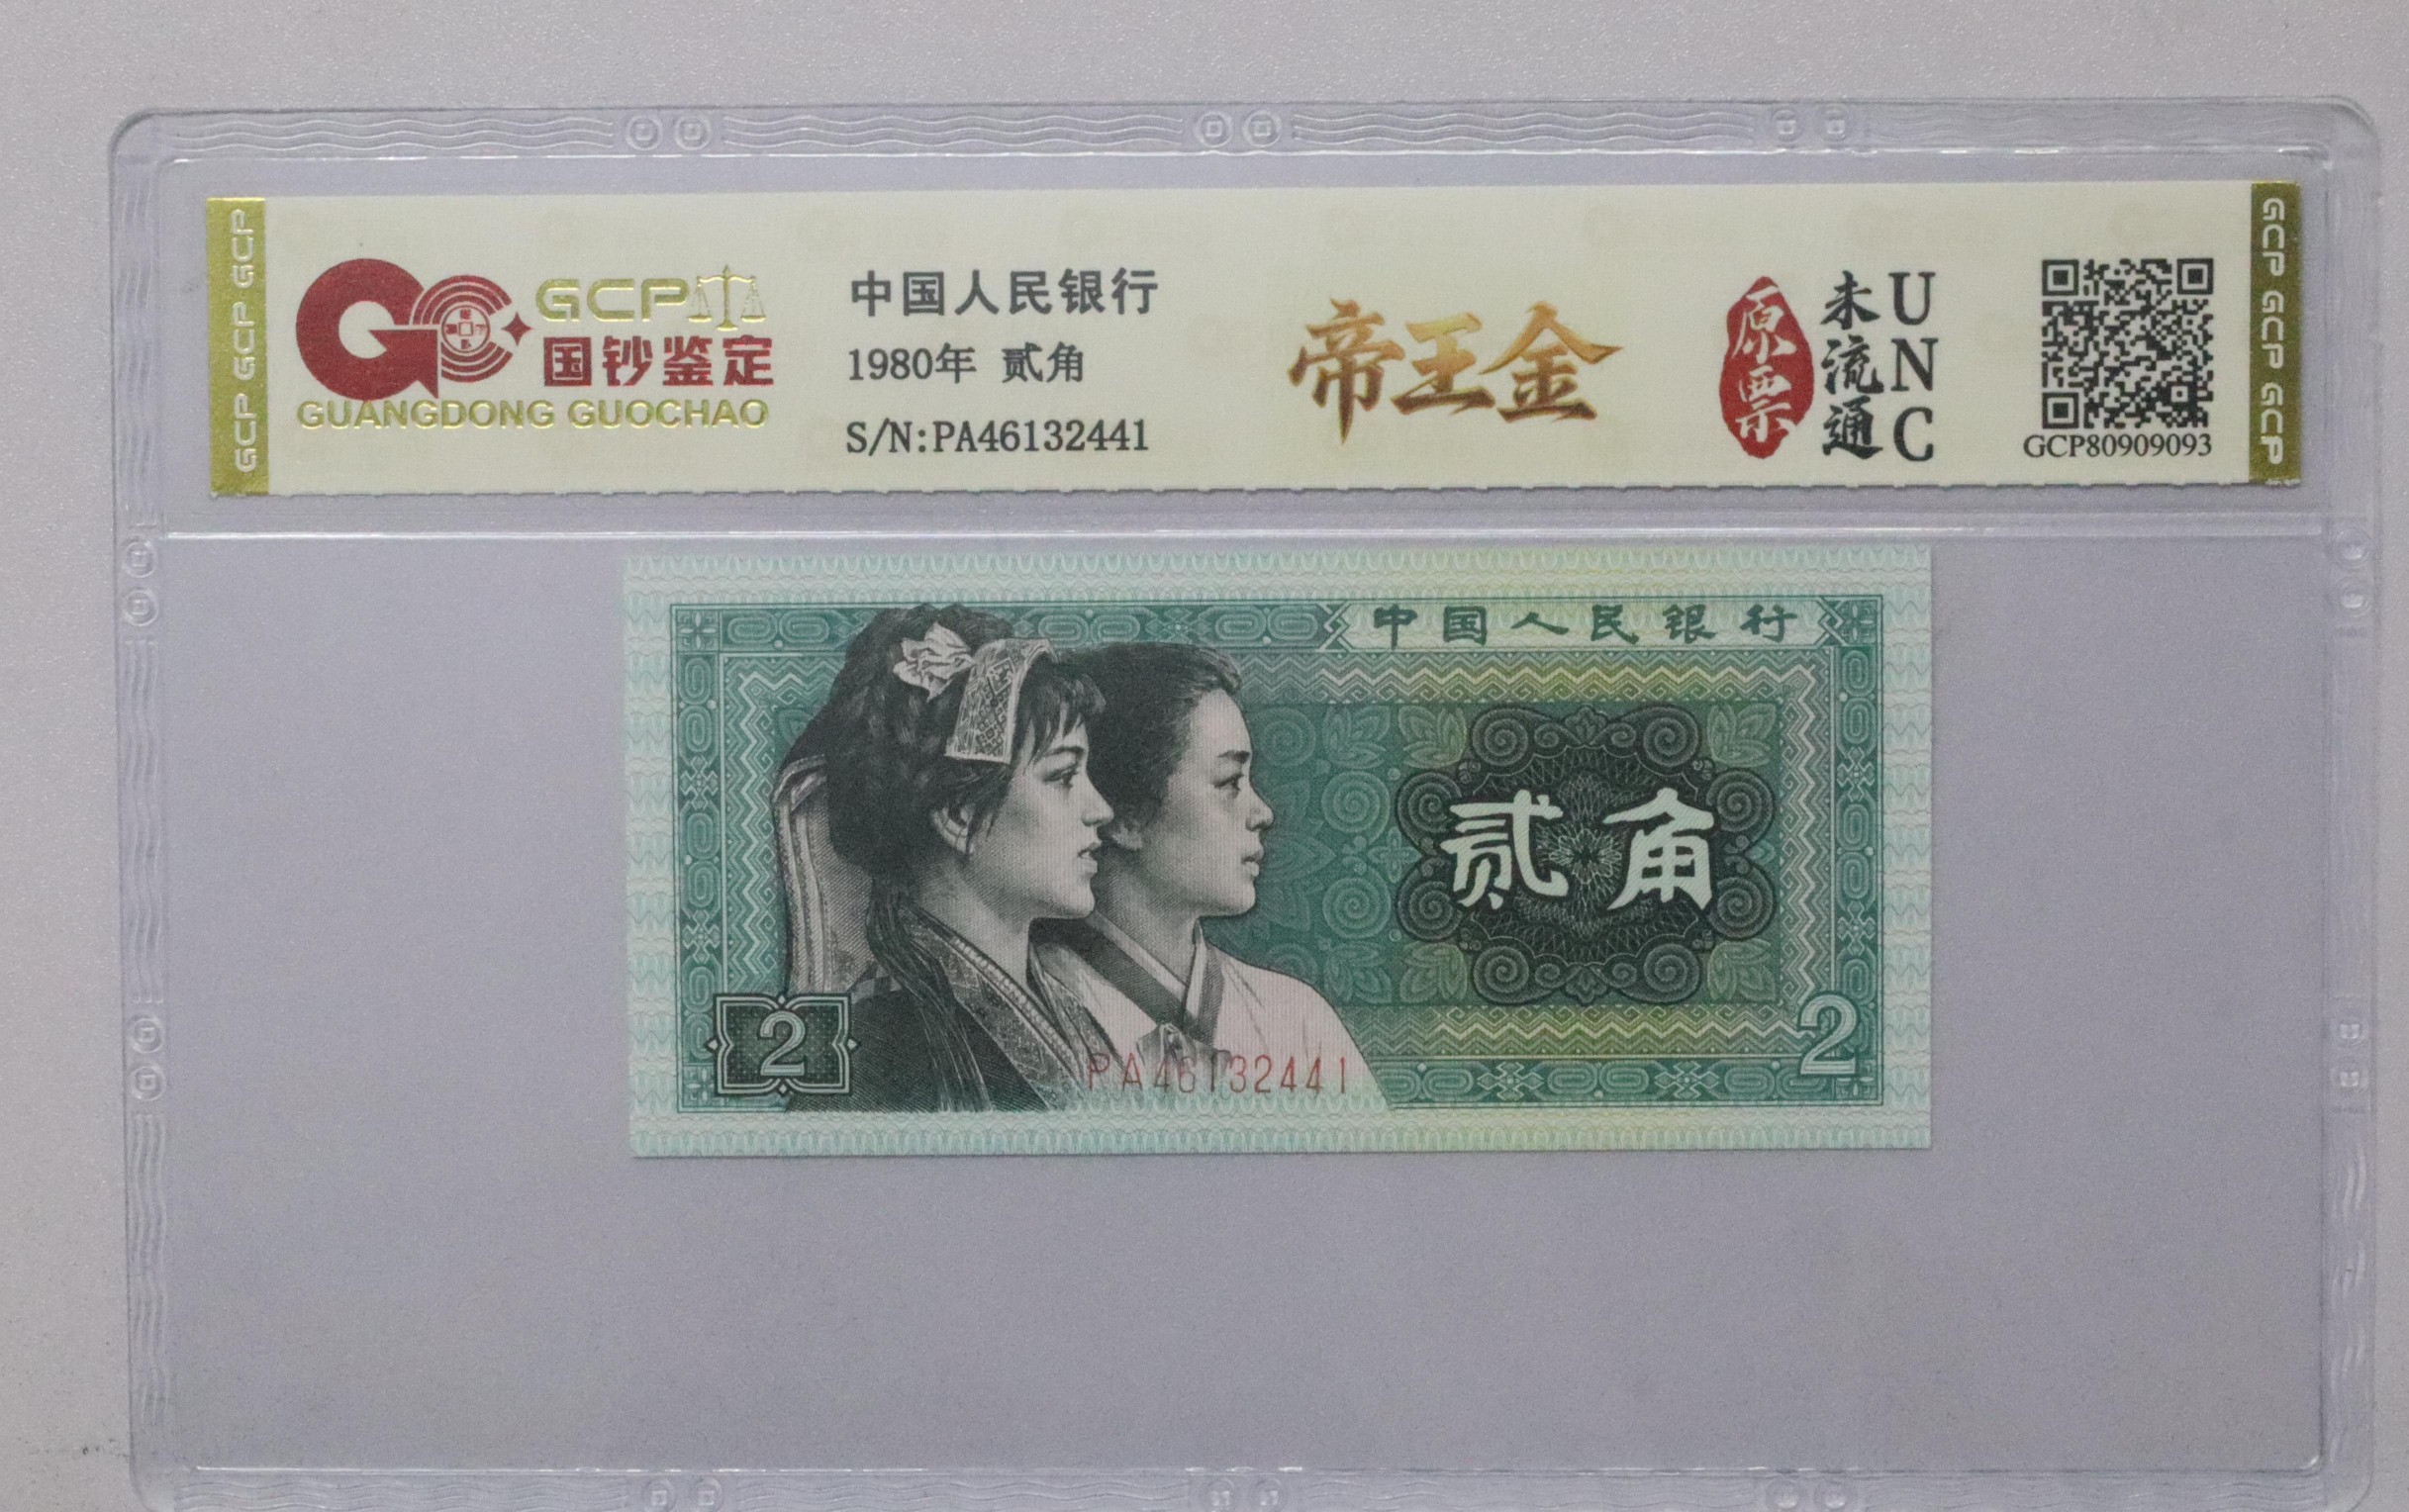 GCP GCP GCP
GCP
国钞鉴定
GUANGDONG GUOCHAO
中国人民银行
1980年 贰角
S/N:PA46132441
帝王金
原票
未流通
UNC
GCP80909093
GCP GCP GCP
中国人民银行
贰角
2
2
PA46132441